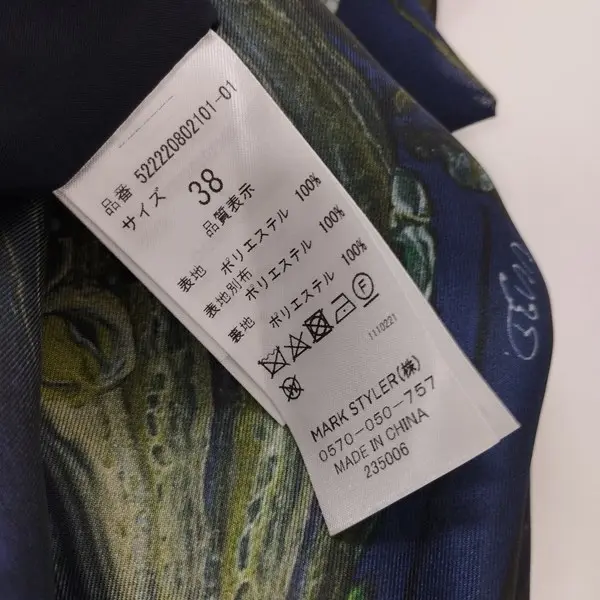 品番 522220802101-01
サイズ 38
品質表示
表地 ポリエステル 100%
表地別布 ポリエステル 100%
裏地 ポリエステル 100%
F
1110221
MARK STYLER(株)
0570-050-757
MADE IN CHINA
235006